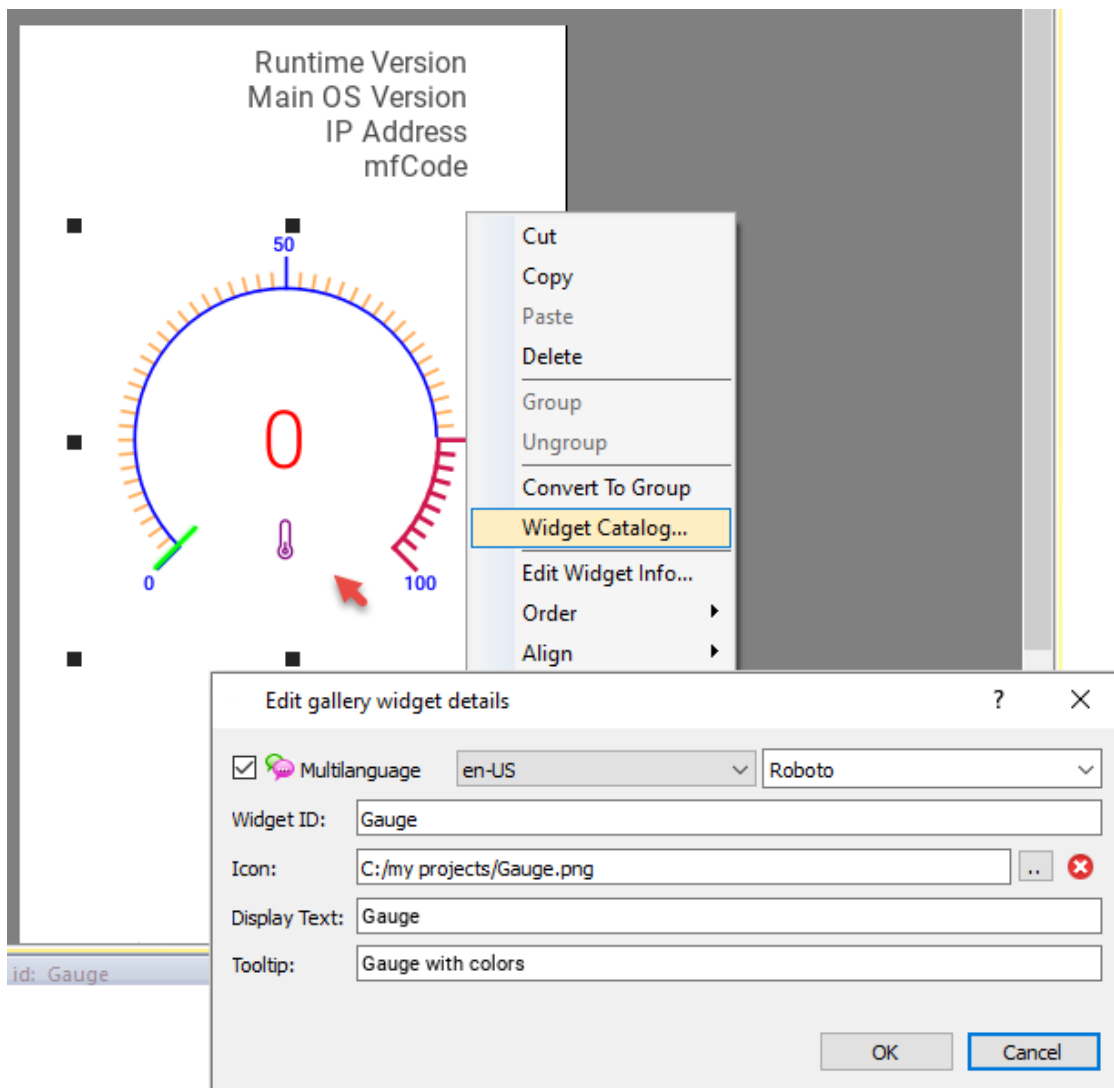 Runtime Version
Main OS Version
IP Address
mfCode
50
0
0
100
Cut
Copy
Paste
Delete
Group
Ungroup
Convert To Group
Widget Catalog...
Edit Widget Info...
Order
Align
Edit gallery widget details ?
Multilanguage en-US Roboto
Widget ID: Gauge
Icon: C:/my projects/Gauge.png ..
Display Text: Gauge
Tooltip: Gauge with colors
OK Cancel
id: Gauge